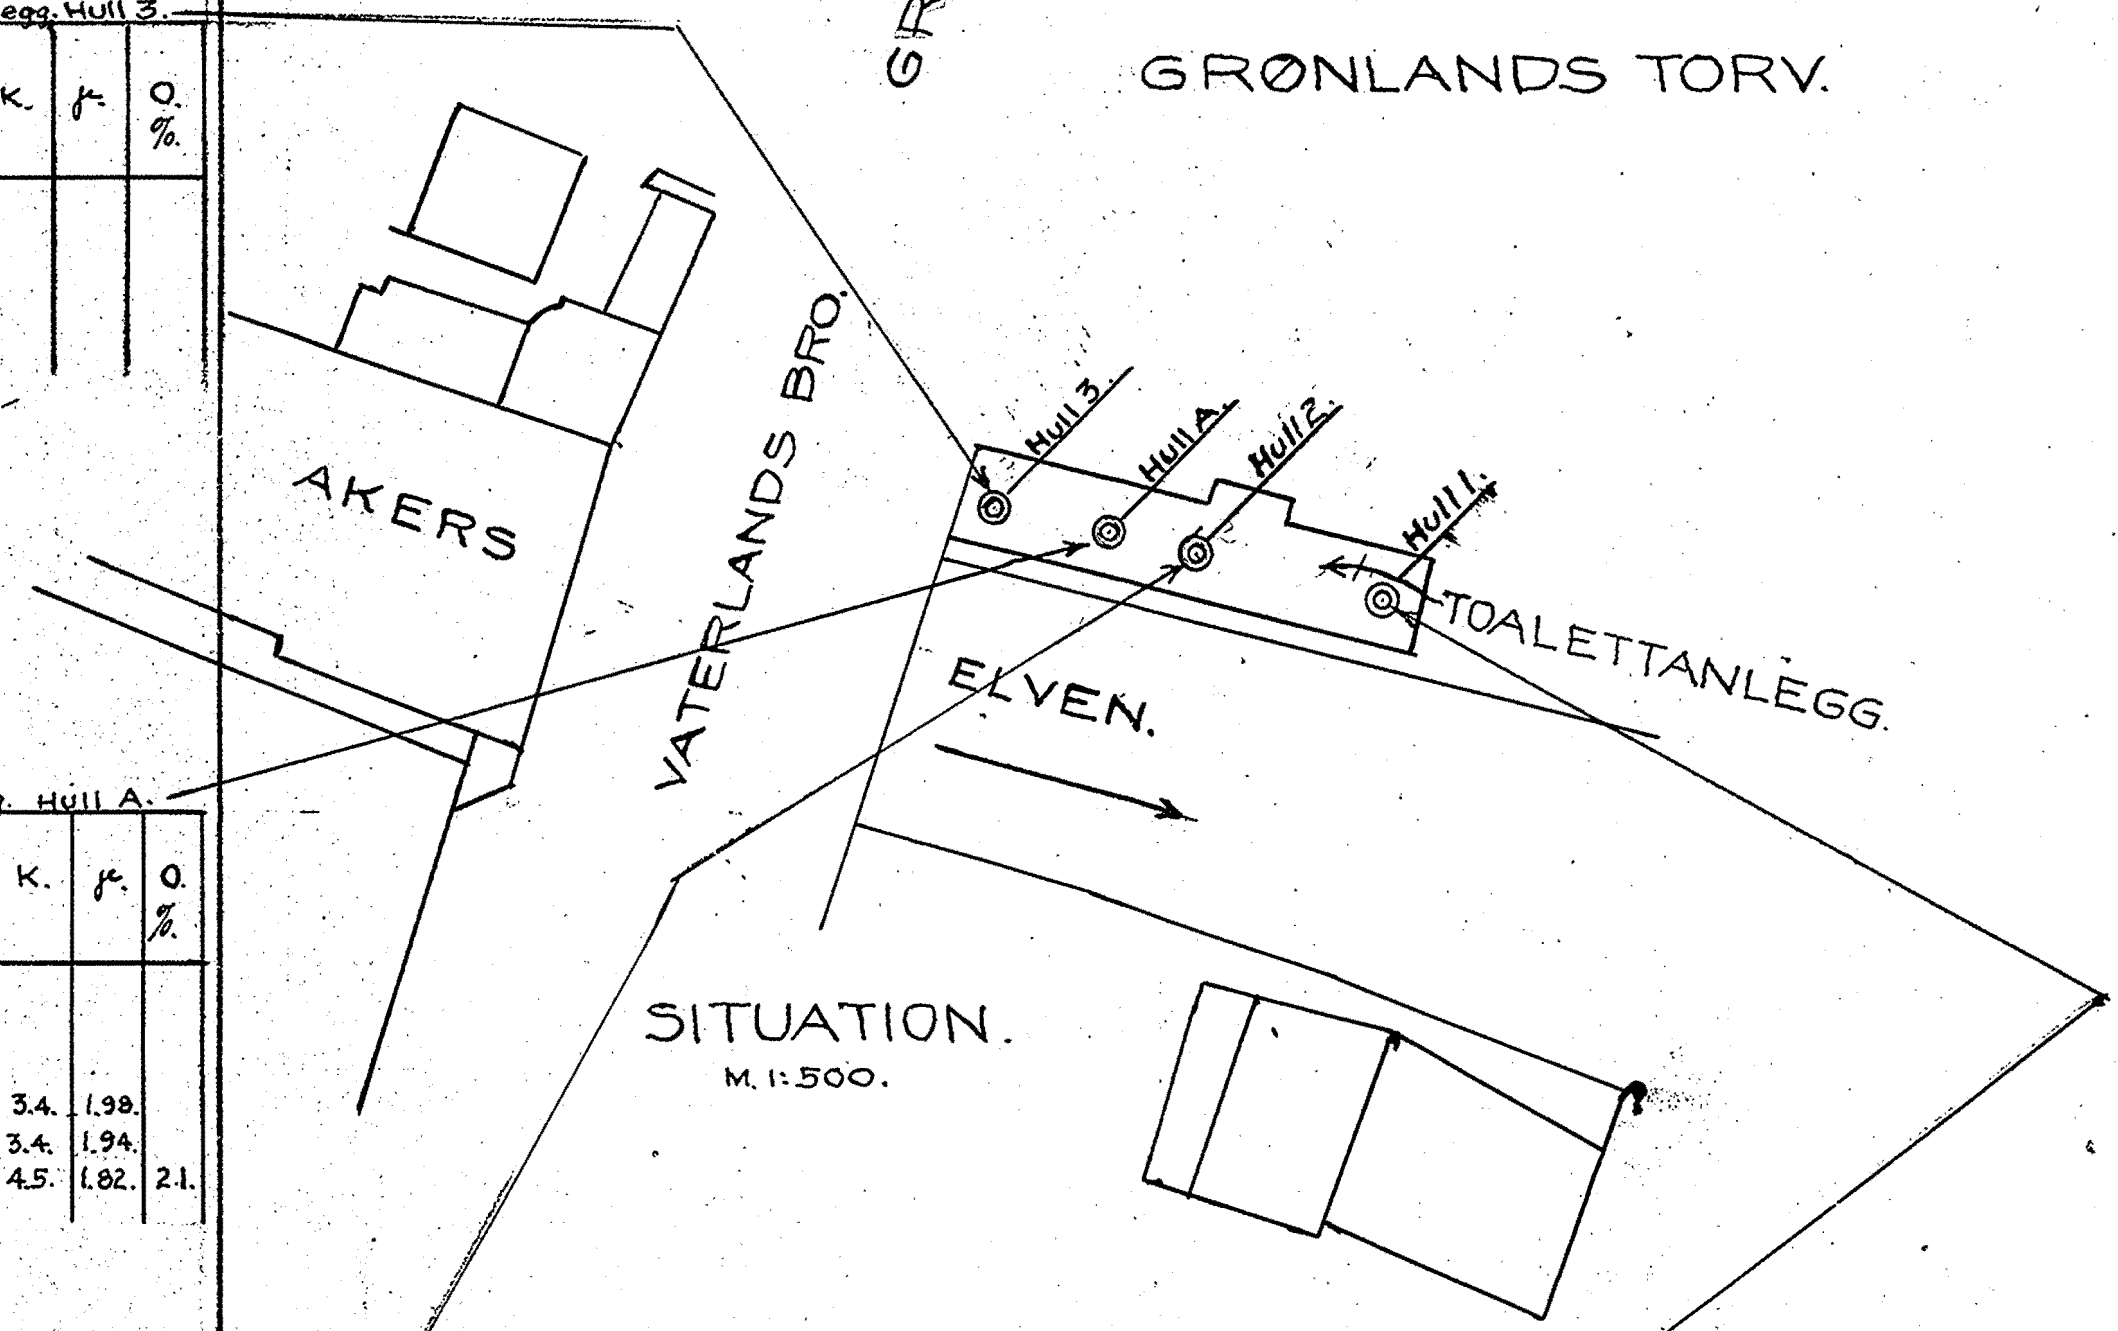 egg. Hull 3.
K. γ. O.
%.
GR
GRØNLANDS TORV.
VATERLANDS BRO.
AKERS
ELVEN.
Hull 3.
Hull A.
Hull 2.
Hull 1.
TOALETTANLEGG.
Hull A.
K. γ. O.
%.
3.4. 1.98.
3.4. 1.94.
4.5. 1.82. 2.1.
SITUATION.
M. 1:500.